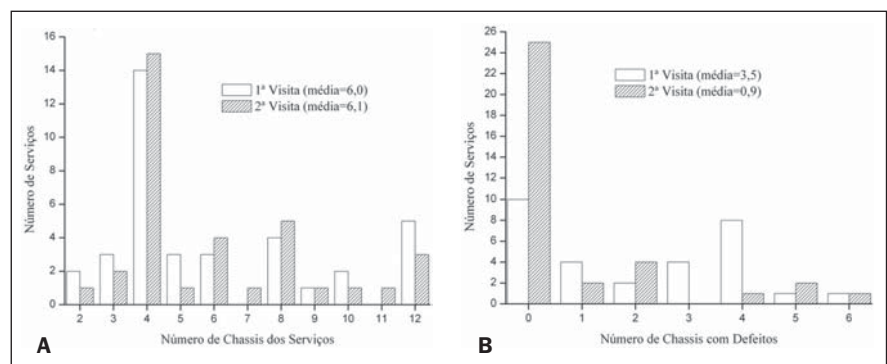 16
14
12
10
8
6
4
2
0
Número de Serviços
1ª Visita (média=6,0)
2ª Visita (média=6,1)
2 3 4 5 6 7 8 9 10 11 12
Número de Chassis dos Serviços
A
26
24
22
20
18
16
14
12
10
8
6
4
2
0
Número de Serviços
1ª Visita (média=3,5)
2ª Visita (média=0,9)
0 1 2 3 4 5 6
Número de Chassis com Defeitos
B